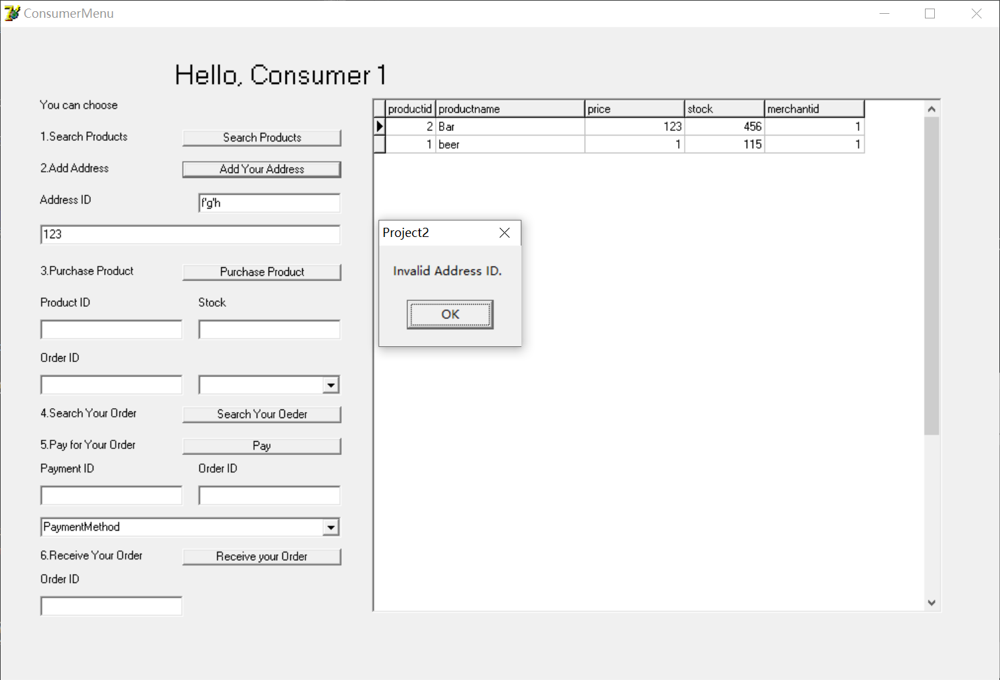 ConsumerMenu
Hello, Consumer 1
You can choose
1.Search Products
Search Products
2.Add Address
Add Your Address
Address ID
f'g'h
123
3.Purchase Product
Purchase Product
Product ID
Stock
Order ID
4.Search Your Order
Search Your Oeder
5.Pay for Your Order
Pay
Payment ID
Order ID
PaymentMethod
6.Receive Your Order
Receive your Order
Order ID
productid productname price stock merchantid
2 Bar 123 456 1
1 beer 1 115 1
Project2
Invalid Address ID.
OK